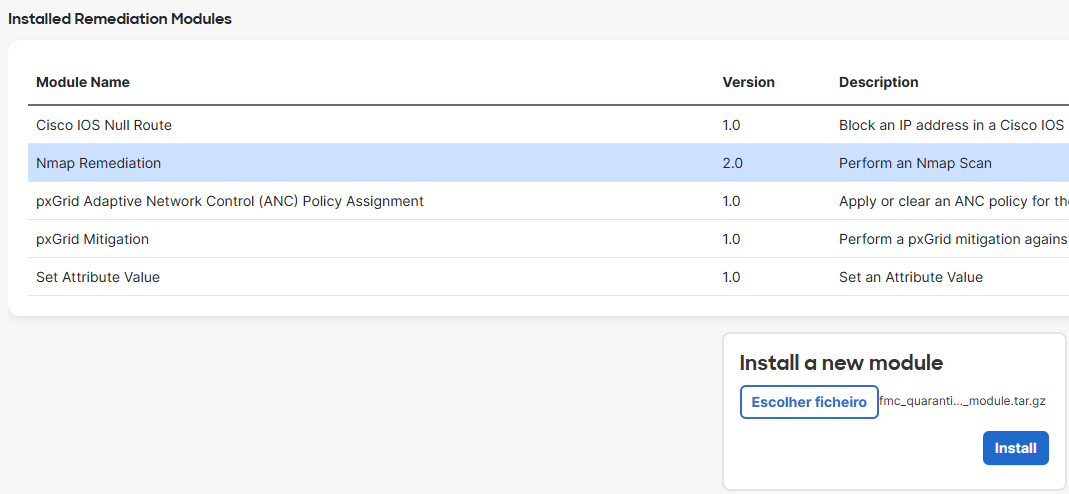 Installed Remediation Modules
Module Name Version Description
Cisco IOS Null Route 1.0 Block an IP address in a Cisco IOS
Nmap Remediation 2.0 Perform an Nmap Scan
pxGrid Adaptive Network Control (ANC) Policy Assignment 1.0 Apply or clear an ANC policy for the
pxGrid Mitigation 1.0 Perform a pxGrid mitigation against
Set Attribute Value 1.0 Set an Attribute Value
Install a new module
Escolher ficheiro fmc_quaranti..._module.tar.gz
Install